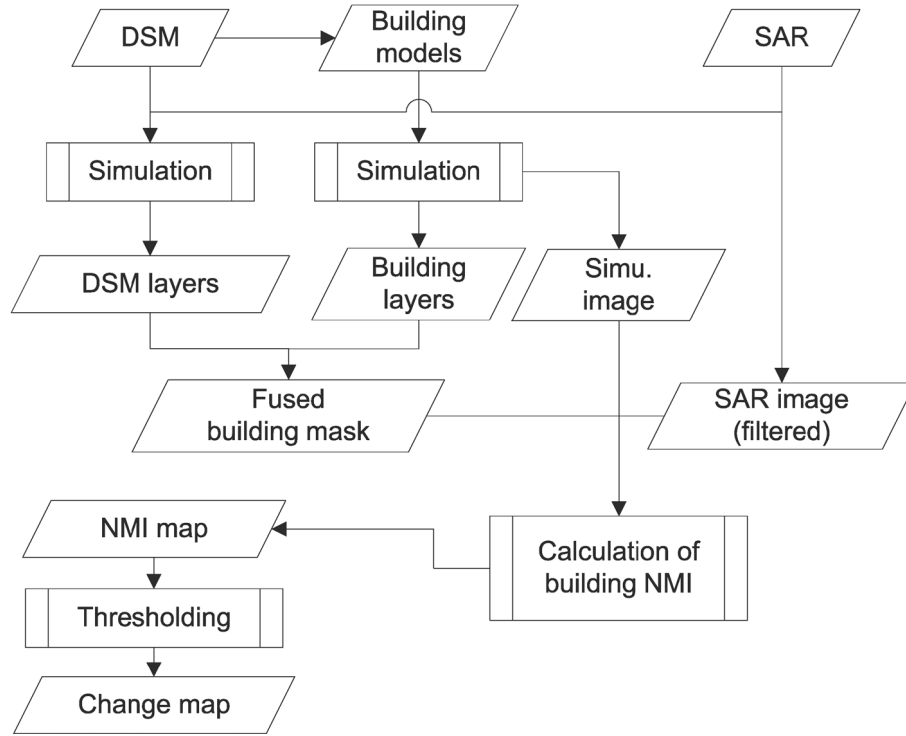 DSM
Building
models
SAR
Simulation
Simulation
DSM layers
Building
layers
Simu.
image
Fused
building mask
SAR image
(filtered)
NMI map
Calculation of
building NMI
Thresholding
Change map